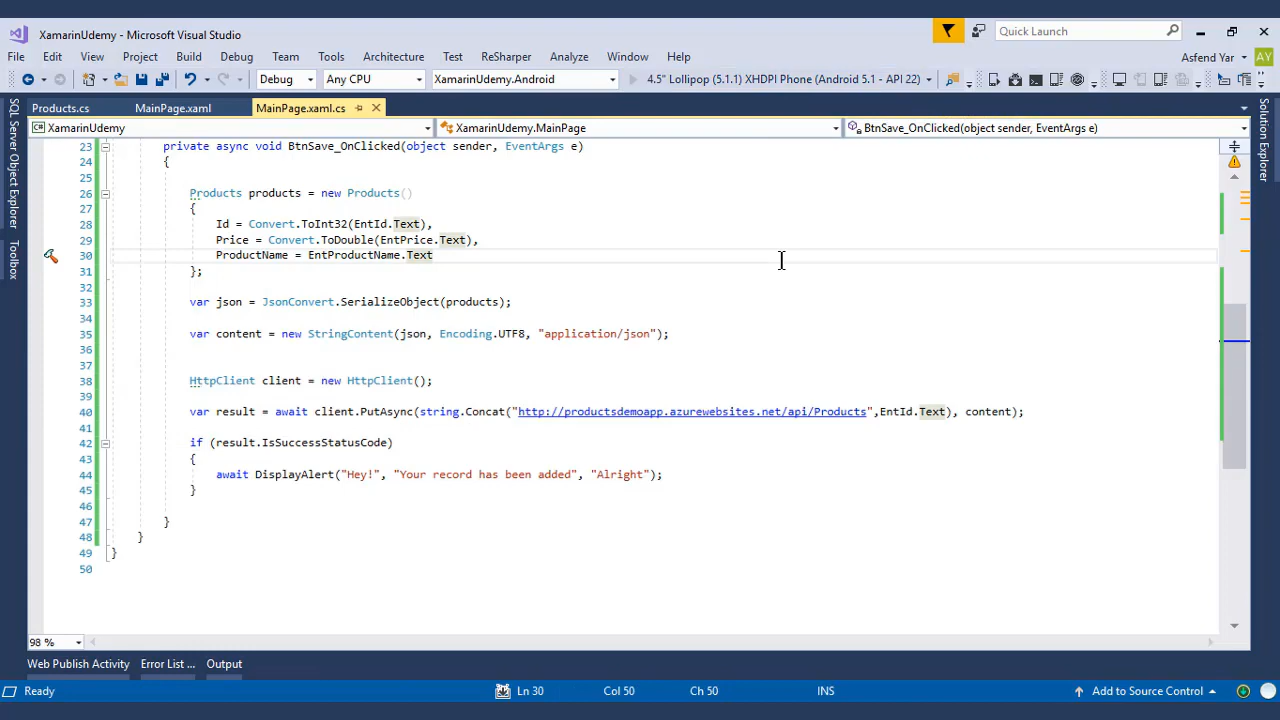 XamarinUdemy - Microsoft Visual Studio
Quick Launch
File Edit View Project Build Debug Team Tools Architecture Test ReSharper Analyze Window Help
Asfend Yar AY
Debug Any CPU XamarinUdemy.Android 4.5" Lollipop (5.1.1) XHDPI Phone (Android 5.1 - API 22)
Products.cs MainPage.xaml MainPage.xaml.cs
XamarinUdemy XamarinUdemy.MainPage BtnSave_OnClicked(object sender, EventArgs e)
SQL Server Object Explorer
Toolbox
Solution Explorer
23 private async void BtnSave_OnClicked(object sender, EventArgs e)
24 {
25
26 Products products = new Products()
27 {
28 Id = Convert.ToInt32(EntId.Text),
29 Price = Convert.ToDouble(EntPrice.Text),
30 ProductName = EntProductName.Text
31 };
32
33 var json = JsonConvert.SerializeObject(products);
34
35 var content = new StringContent(json, Encoding.UTF8, "application/json");
36
37
38 HttpClient client = new HttpClient();
39
40 var result = await client.PutAsync(string.Concat("http://productsdemoapp.azurewebsites.net/api/Products",EntId.Text), content);
41
42 if (result.IsSuccessStatusCode)
43 {
44 await DisplayAlert("Hey!", "Your record has been added", "Alright");
45 }
46
47 }
48 }
49 }
50
98 %
Web Publish Activity Error List ... Output
Ready Ln 30 Col 50 Ch 50 INS Add to Source Control